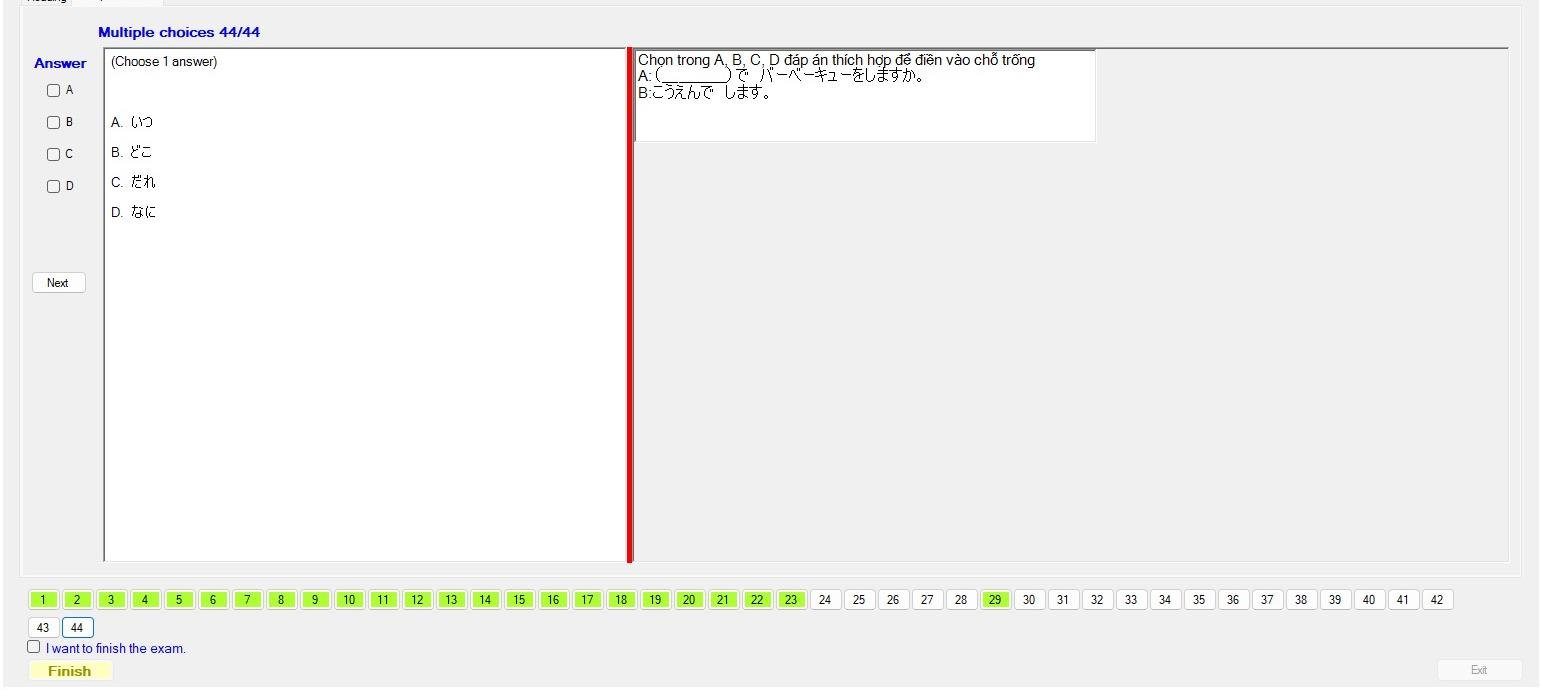 Multiple choices 44/44
Answer
(Choose 1 answer)
A
B
C
D
A. いつ
B. どこ
C. だれ
D. なに
Next
Chọn trong A, B, C, D đáp án thích hợp để điền vào chỗ trống
A:(________)で バーベーキューをしますか。
B:こうえんで します。
1 2 3 4 5 6 7 8 9 10 11 12 13 14 15 16 17 18 19 20 21 22 23 24 25 26 27 28 29 30 31 32 33 34 35 36 37 38 39 40 41 42
43 44
I want to finish the exam.
Finish
Exit